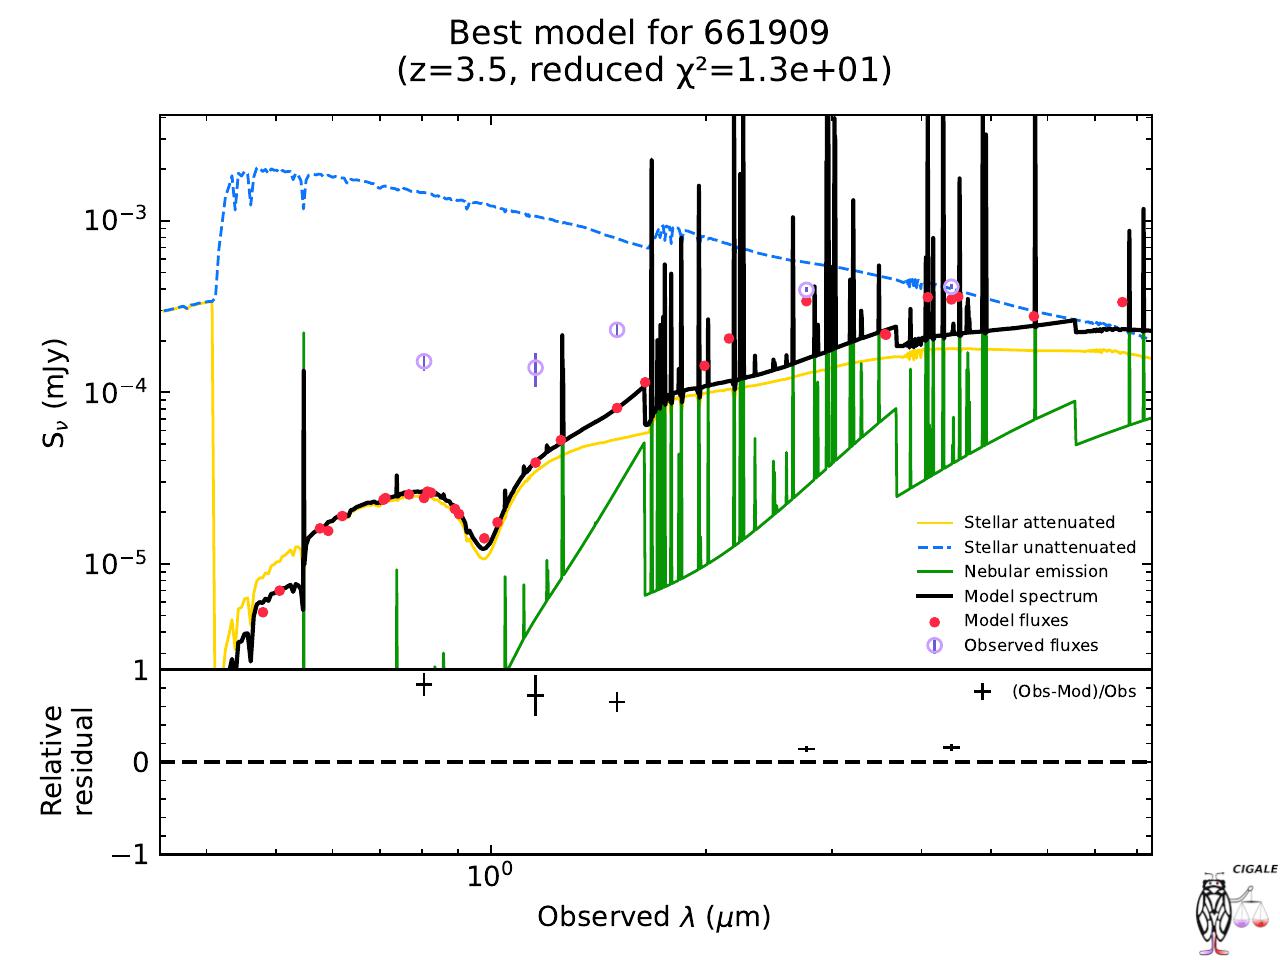 Best model for 661909
(z=3.5, reduced χ²=1.3e+01)
S𝜈 (mJy)
10⁻³
10⁻⁴
10⁻⁵
Stellar attenuated
Stellar unattenuated
Nebular emission
Model spectrum
Model fluxes
Observed fluxes
1
(Obs-Mod)/Obs
Relative
residual
0
−1
10⁰
Observed λ (μm)
CIGALE